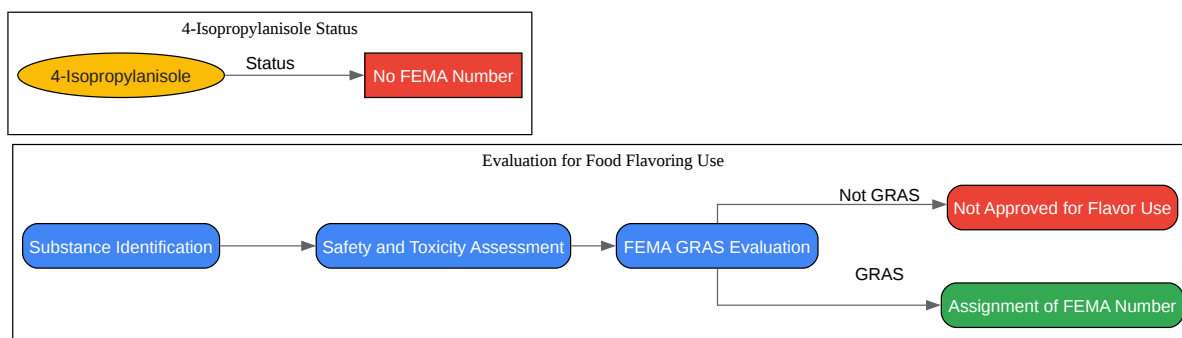 4-Isopropylanisole Status
4-Isopropylanisole
Status
No FEMA Number
Evaluation for Food Flavoring Use
Substance Identification
Safety and Toxicity Assessment
FEMA GRAS Evaluation
Not GRAS
Not Approved for Flavor Use
GRAS
Assignment of FEMA Number